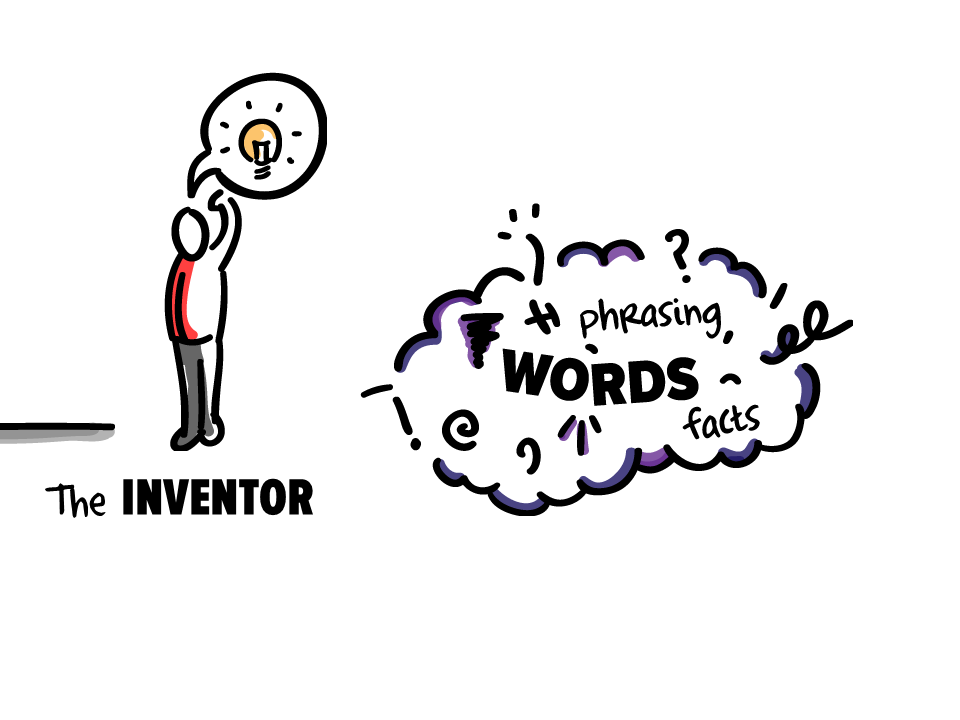 ?
phrasing
WORDS
facts
The INVENTOR